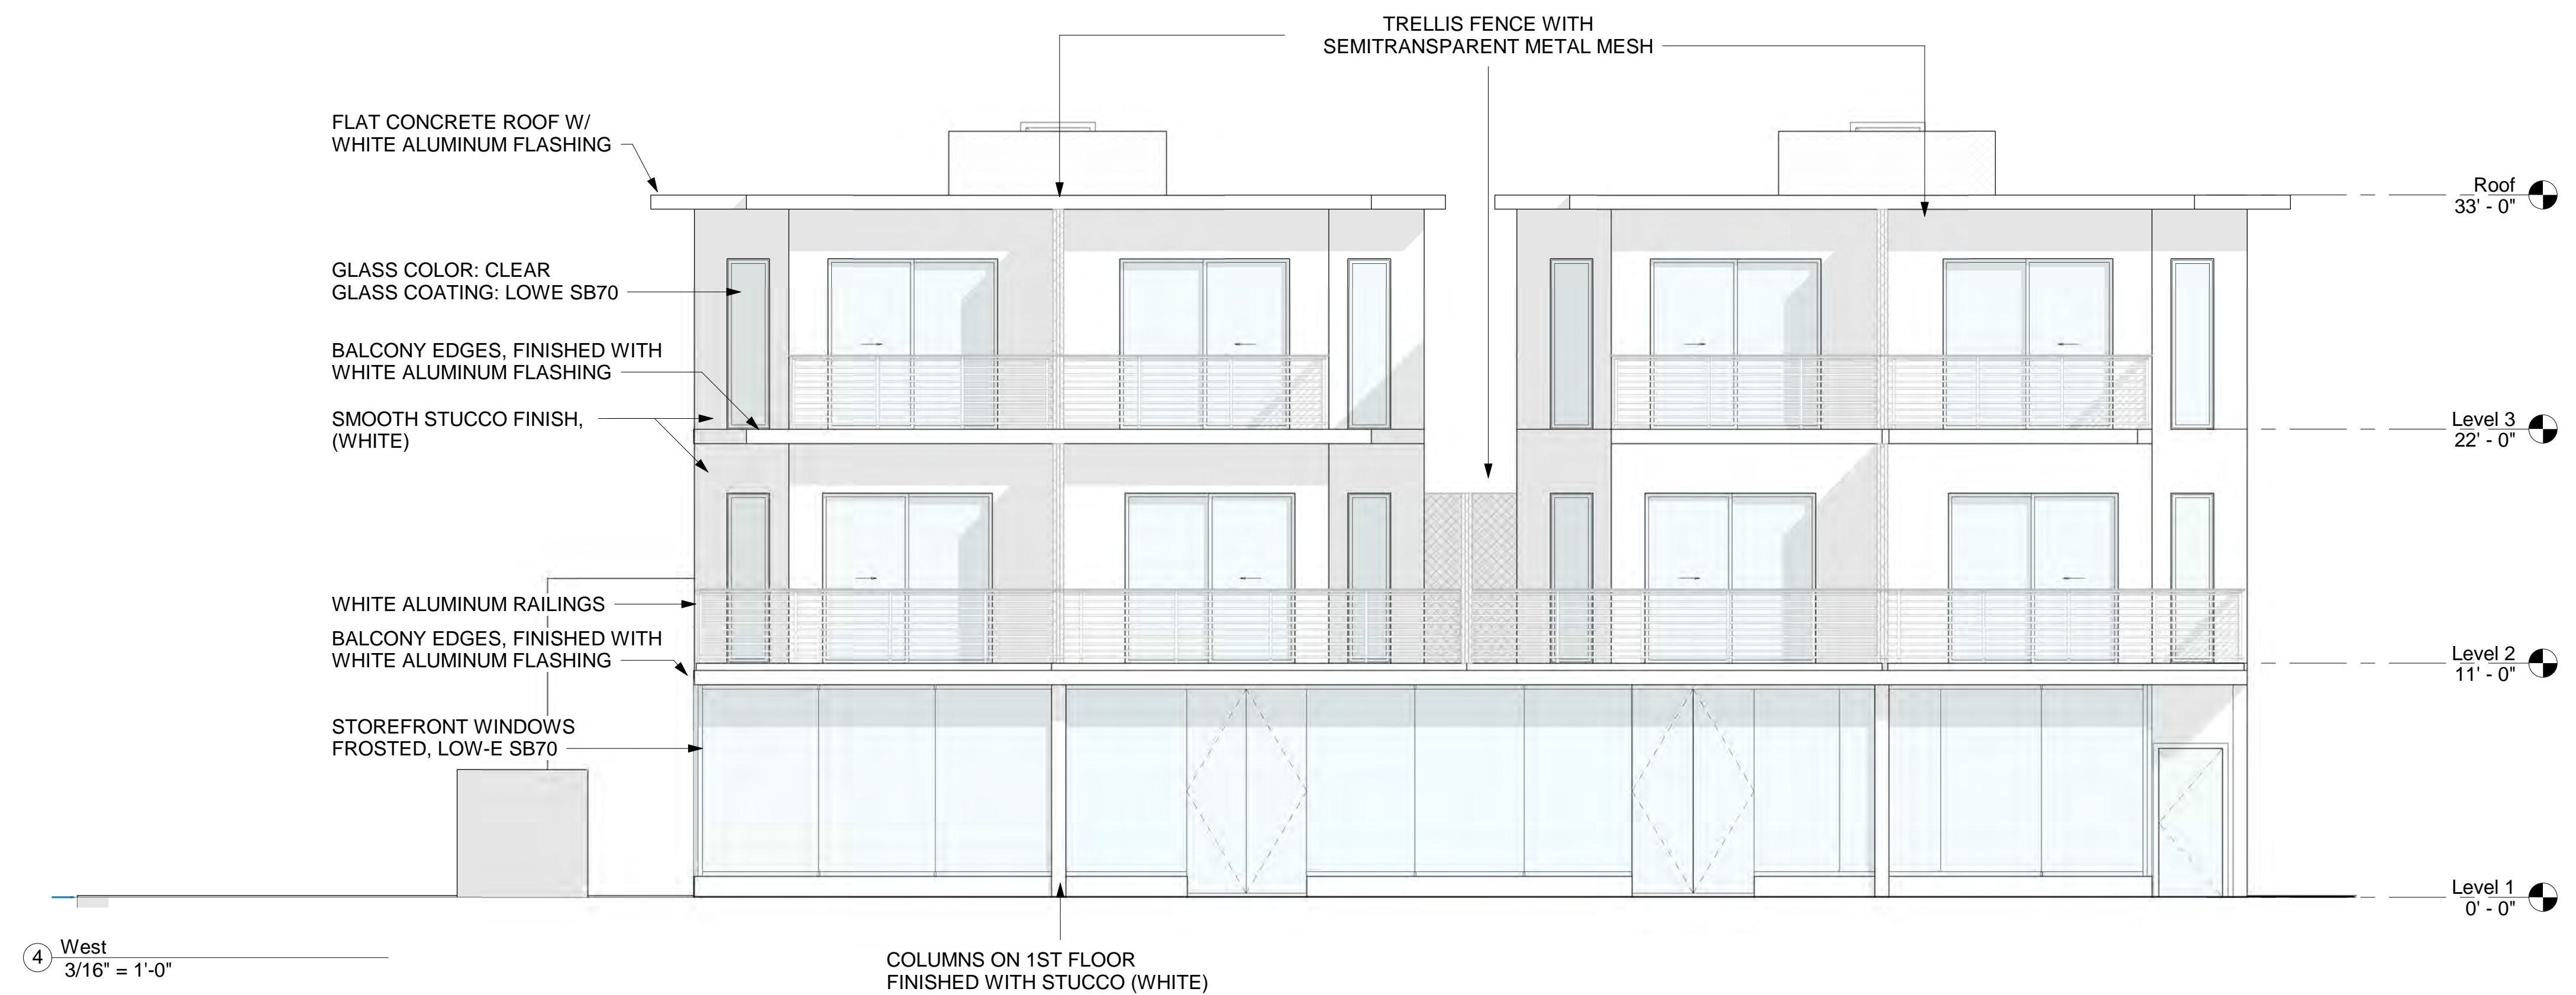 TRELLIS FENCE WITH
SEMITRANSPARENT METAL MESH
FLAT CONCRETE ROOF W/
WHITE ALUMINUM FLASHING
Roof
33' - 0"
GLASS COLOR: CLEAR
GLASS COATING: LOWE SB70
BALCONY EDGES, FINISHED WITH
WHITE ALUMINUM FLASHING
SMOOTH STUCCO FINISH,
(WHITE)
Level 3
22' - 0"
WHITE ALUMINUM RAILINGS
BALCONY EDGES, FINISHED WITH
WHITE ALUMINUM FLASHING
Level 2
11' - 0"
STOREFRONT WINDOWS
FROSTED, LOW-E SB70
Level 1
0' - 0"
4
West
3/16" = 1'-0"
COLUMNS ON 1ST FLOOR
FINISHED WITH STUCCO (WHITE)